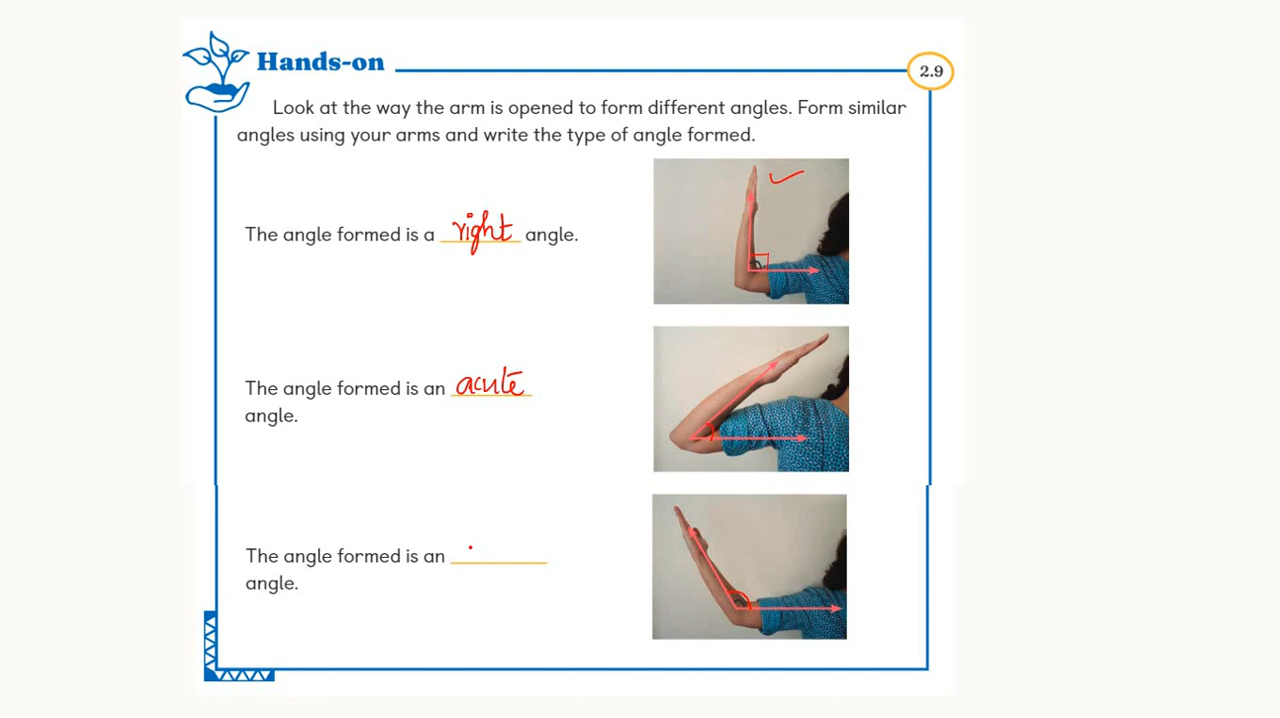 Hands-on
2.9
Look at the way the arm is opened to form different angles. Form similar
angles using your arms and write the type of angle formed.
The angle formed is a right angle.
The angle formed is an acute
angle.
The angle formed is an
angle.